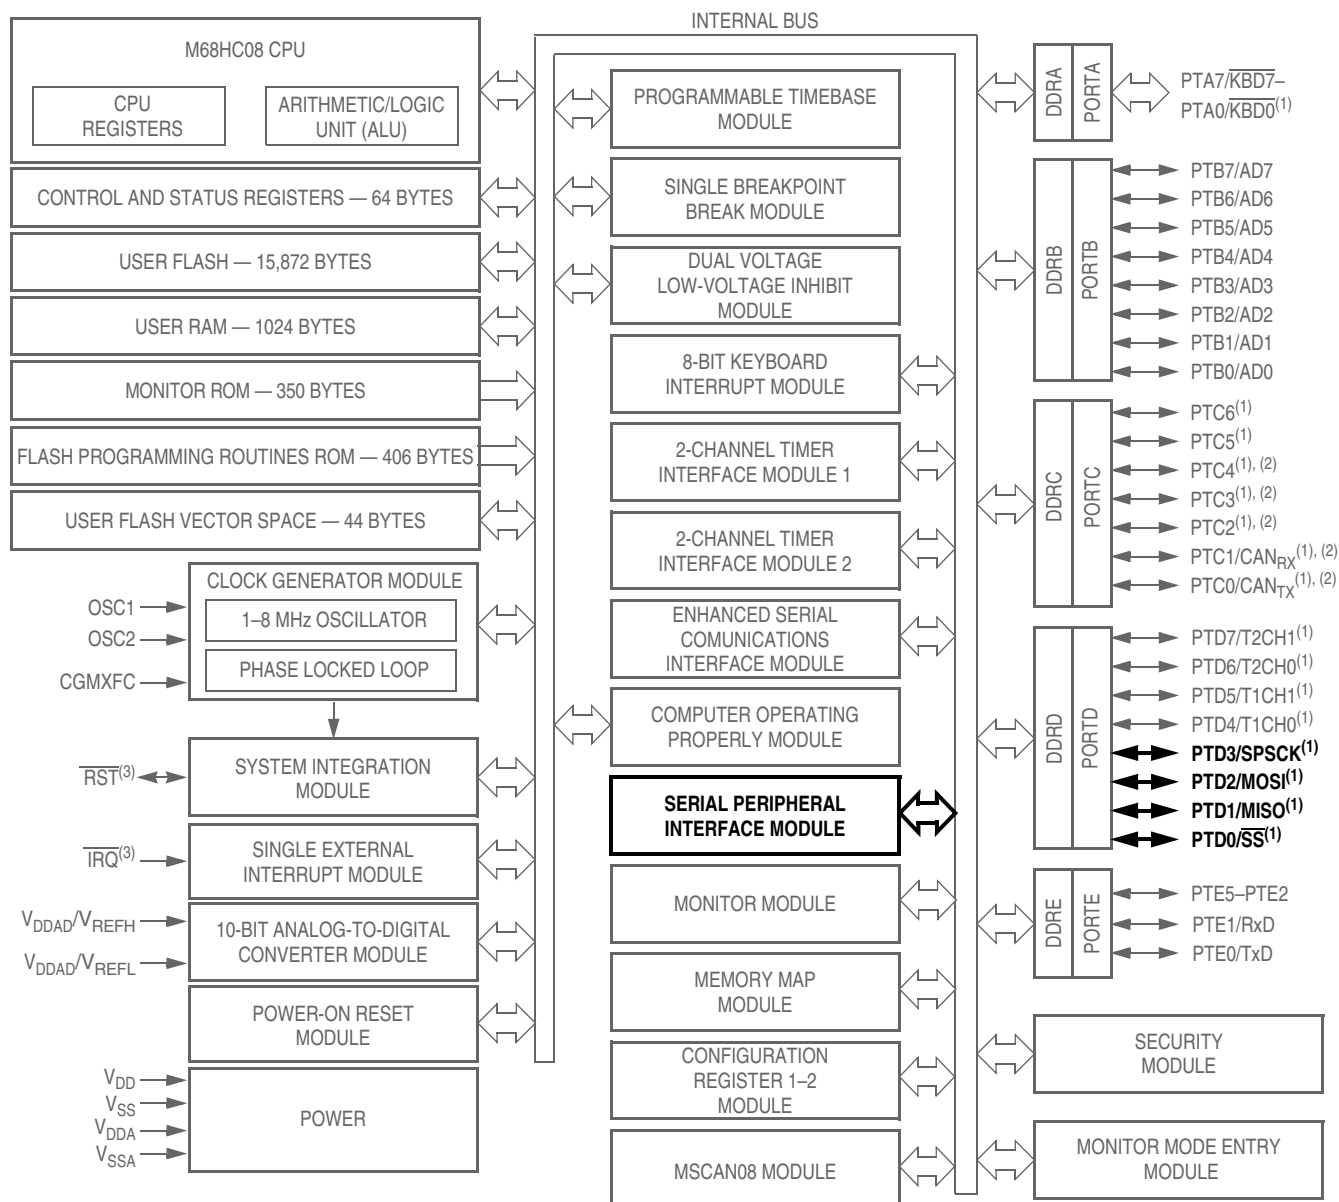 INTERNAL BUS
M68HC08 CPU
CPU
REGISTERS
ARITHMETIC/LOGIC
UNIT (ALU)
CONTROL AND STATUS REGISTERS — 64 BYTES
USER FLASH — 15,872 BYTES
USER RAM — 1024 BYTES
MONITOR ROM — 350 BYTES
FLASH PROGRAMMING ROUTINES ROM — 406 BYTES
USER FLASH VECTOR SPACE — 44 BYTES
CLOCK GENERATOR MODULE
1–8 MHz OSCILLATOR
PHASE LOCKED LOOP
OSC1
OSC2
CGMXFC
SYSTEM INTEGRATION
MODULE
RST(3)
SINGLE EXTERNAL
INTERRUPT MODULE
IRQ(3)
10-BIT ANALOG-TO-DIGITAL
CONVERTER MODULE
VDDAD/VREFH
VDDAD/VREFL
POWER-ON RESET
MODULE
POWER
VDD
VSS
VDDA
VSSA
PROGRAMMABLE TIMEBASE
MODULE
SINGLE BREAKPOINT
BREAK MODULE
DUAL VOLTAGE
LOW-VOLTAGE INHIBIT
MODULE
8-BIT KEYBOARD
INTERRUPT MODULE
2-CHANNEL TIMER
INTERFACE MODULE 1
2-CHANNEL TIMER
INTERFACE MODULE 2
ENHANCED SERIAL
COMUNICATIONS
INTERFACE MODULE
COMPUTER OPERATING
PROPERLY MODULE
SERIAL PERIPHERAL
INTERFACE MODULE
MONITOR MODULE
MEMORY MAP
MODULE
CONFIGURATION
REGISTER 1–2
MODULE
MSCAN08 MODULE
DDRA
PORTA
PTA7/KBD7–
PTA0/KBD0(1)
DDRB
PORTB
PTB7/AD7
PTB6/AD6
PTB5/AD5
PTB4/AD4
PTB3/AD3
PTB2/AD2
PTB1/AD1
PTB0/AD0
DDRC
PORTC
PTC6(1)
PTC5(1)
PTC4(1), (2)
PTC3(1), (2)
PTC2(1), (2)
PTC1/CANRX(1), (2)
PTC0/CANTX(1), (2)
DDRD
PORTD
PTD7/T2CH1(1)
PTD6/T2CH0(1)
PTD5/T1CH1(1)
PTD4/T1CH0(1)
PTD3/SPSCK(1)
PTD2/MOSI(1)
PTD1/MISO(1)
PTD0/SS(1)
DDRE
PORTE
PTE5–PTE2
PTE1/RxD
PTE0/TxD
SECURITY
MODULE
MONITOR MODE ENTRY
MODULE